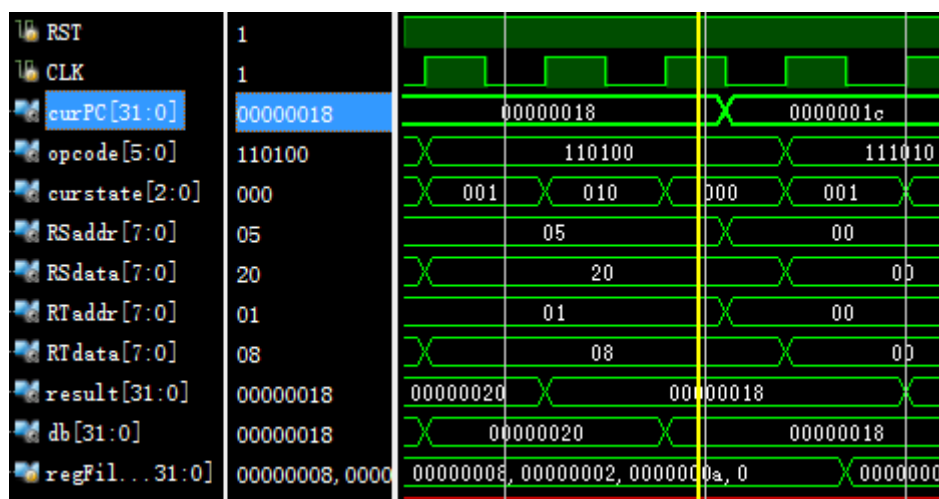 RST 1
CLK 1
curPC[31:0] 00000018 00000018 0000001c
opcode[5:0] 110100 110100 111010
curstate[2:0] 000 001 010 000 001
RSaddr[7:0] 05 05 00
RSdata[7:0] 20 20 00
RTaddr[7:0] 01 01 00
RTdata[7:0] 08 08 00
result[31:0] 00000018 00000020 00000018
db[31:0] 00000018 00000020 00000018
regFil...31:0] 00000008,0000 00000008,00000002,0000000a,0 0000000